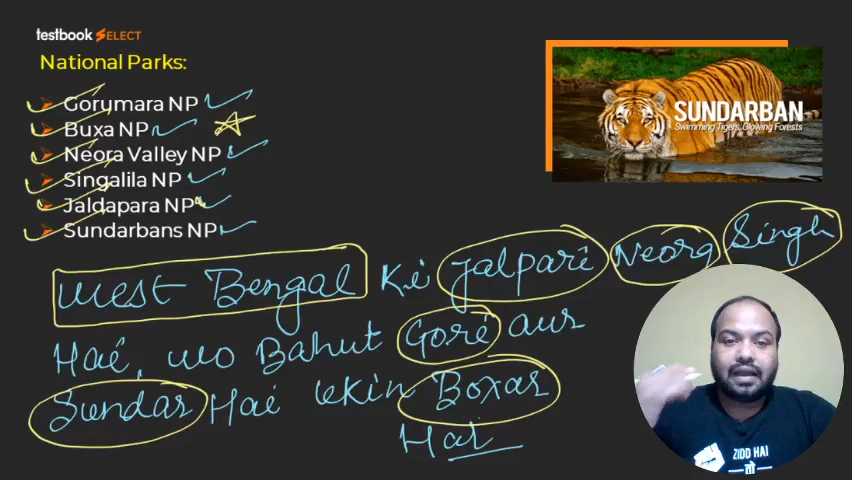 testbook SELECT
National Parks:
Gorumara NP
Buxa NP
Neora Valley NP
Singalila NP
Jaldapara NP
Sundarbans NP
SUNDARBAN
Swimming Tigers, Glowing Forests
West Bengal Ki Jalpari Neora Singh
Hai, wo Bahut Gori aur
Sundar Hai lekin Boxar
Hai
ZIDD HAI